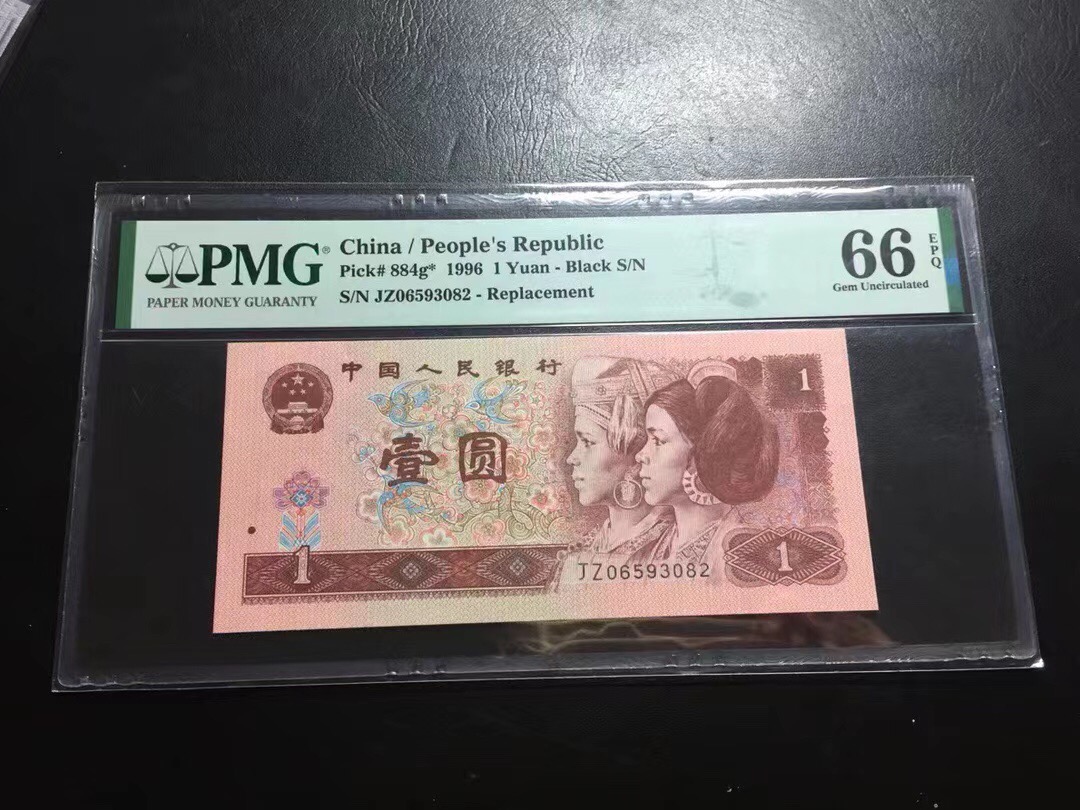 PMG®
PAPER MONEY GUARANTY
China / People's Republic
Pick# 884g* 1996 1 Yuan - Black S/N
S/N JZ06593082 - Replacement
66
EPQ
Gem Uncirculated
中国人民银行
1
壹圆
1
1
JZ06593082